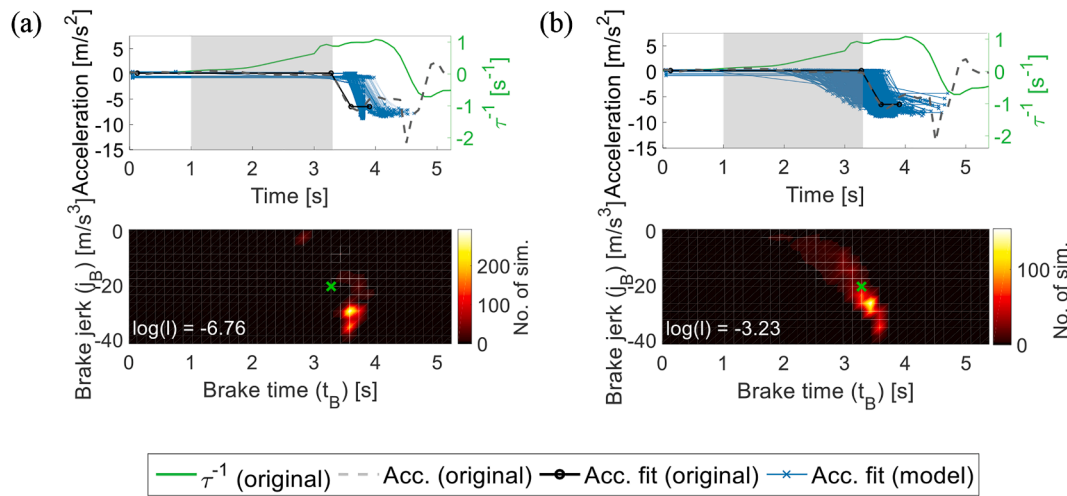 (a)
Acceleration [m/s²]
5
0
-5
-10
-15
1
0
-1
-2
τ⁻¹ [s⁻¹]
0 1 2 3 4 5
Time [s]
Brake jerk (j_B) [m/s³]
0
-20
-40
log(l) = -6.76
200
0
No. of sim.
0 1 2 3 4 5
Brake time (t_B) [s]
(b)
Acceleration [m/s²]
5
0
-5
-10
-15
1
0
-1
-2
τ⁻¹ [s⁻¹]
0 1 2 3 4 5
Time [s]
Brake jerk (j_B) [m/s³]
0
-20
-40
log(l) = -3.23
100
0
No. of sim.
0 1 2 3 4 5
Brake time (t_B) [s]
τ⁻¹ (original) Acc. (original) Acc. fit (original) Acc. fit (model)